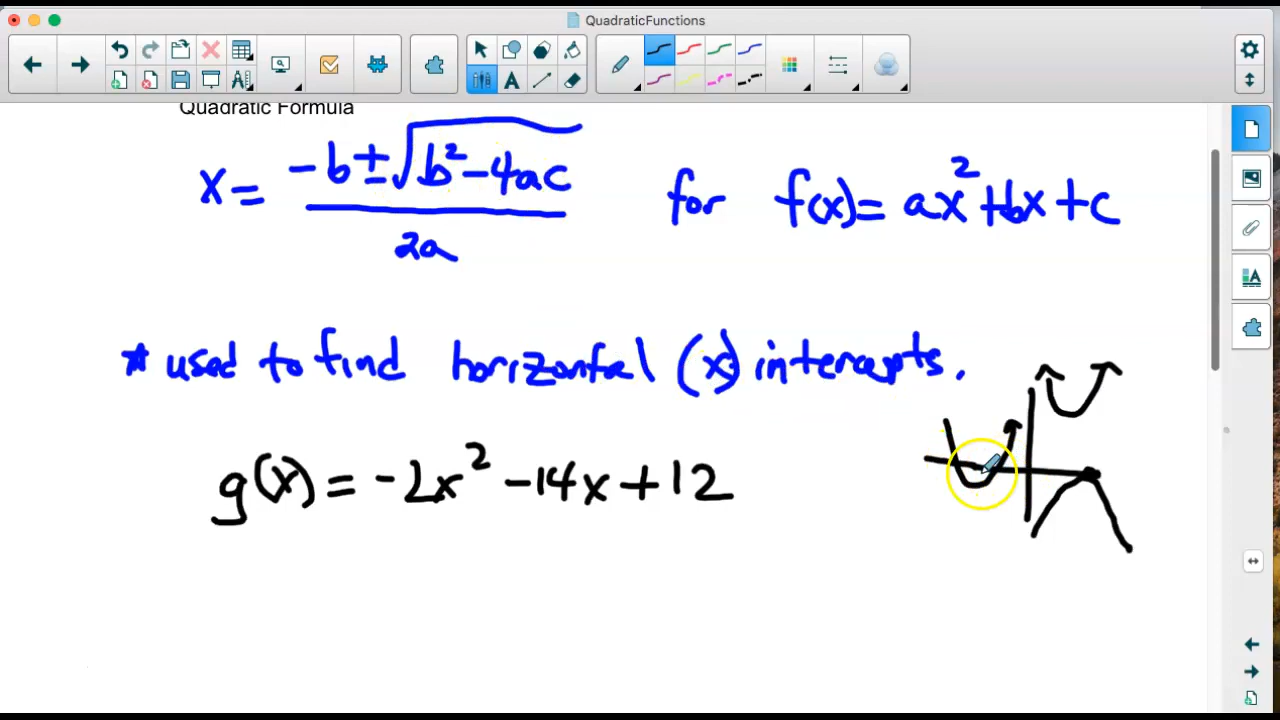 QuadraticFunctions
Quadratic Formula
x = -b ± √b² - 4ac / 2a for f(x) = ax² + bx + c
* used to find horizontal (x) intercepts.
g(x) = -2x² - 14x + 12